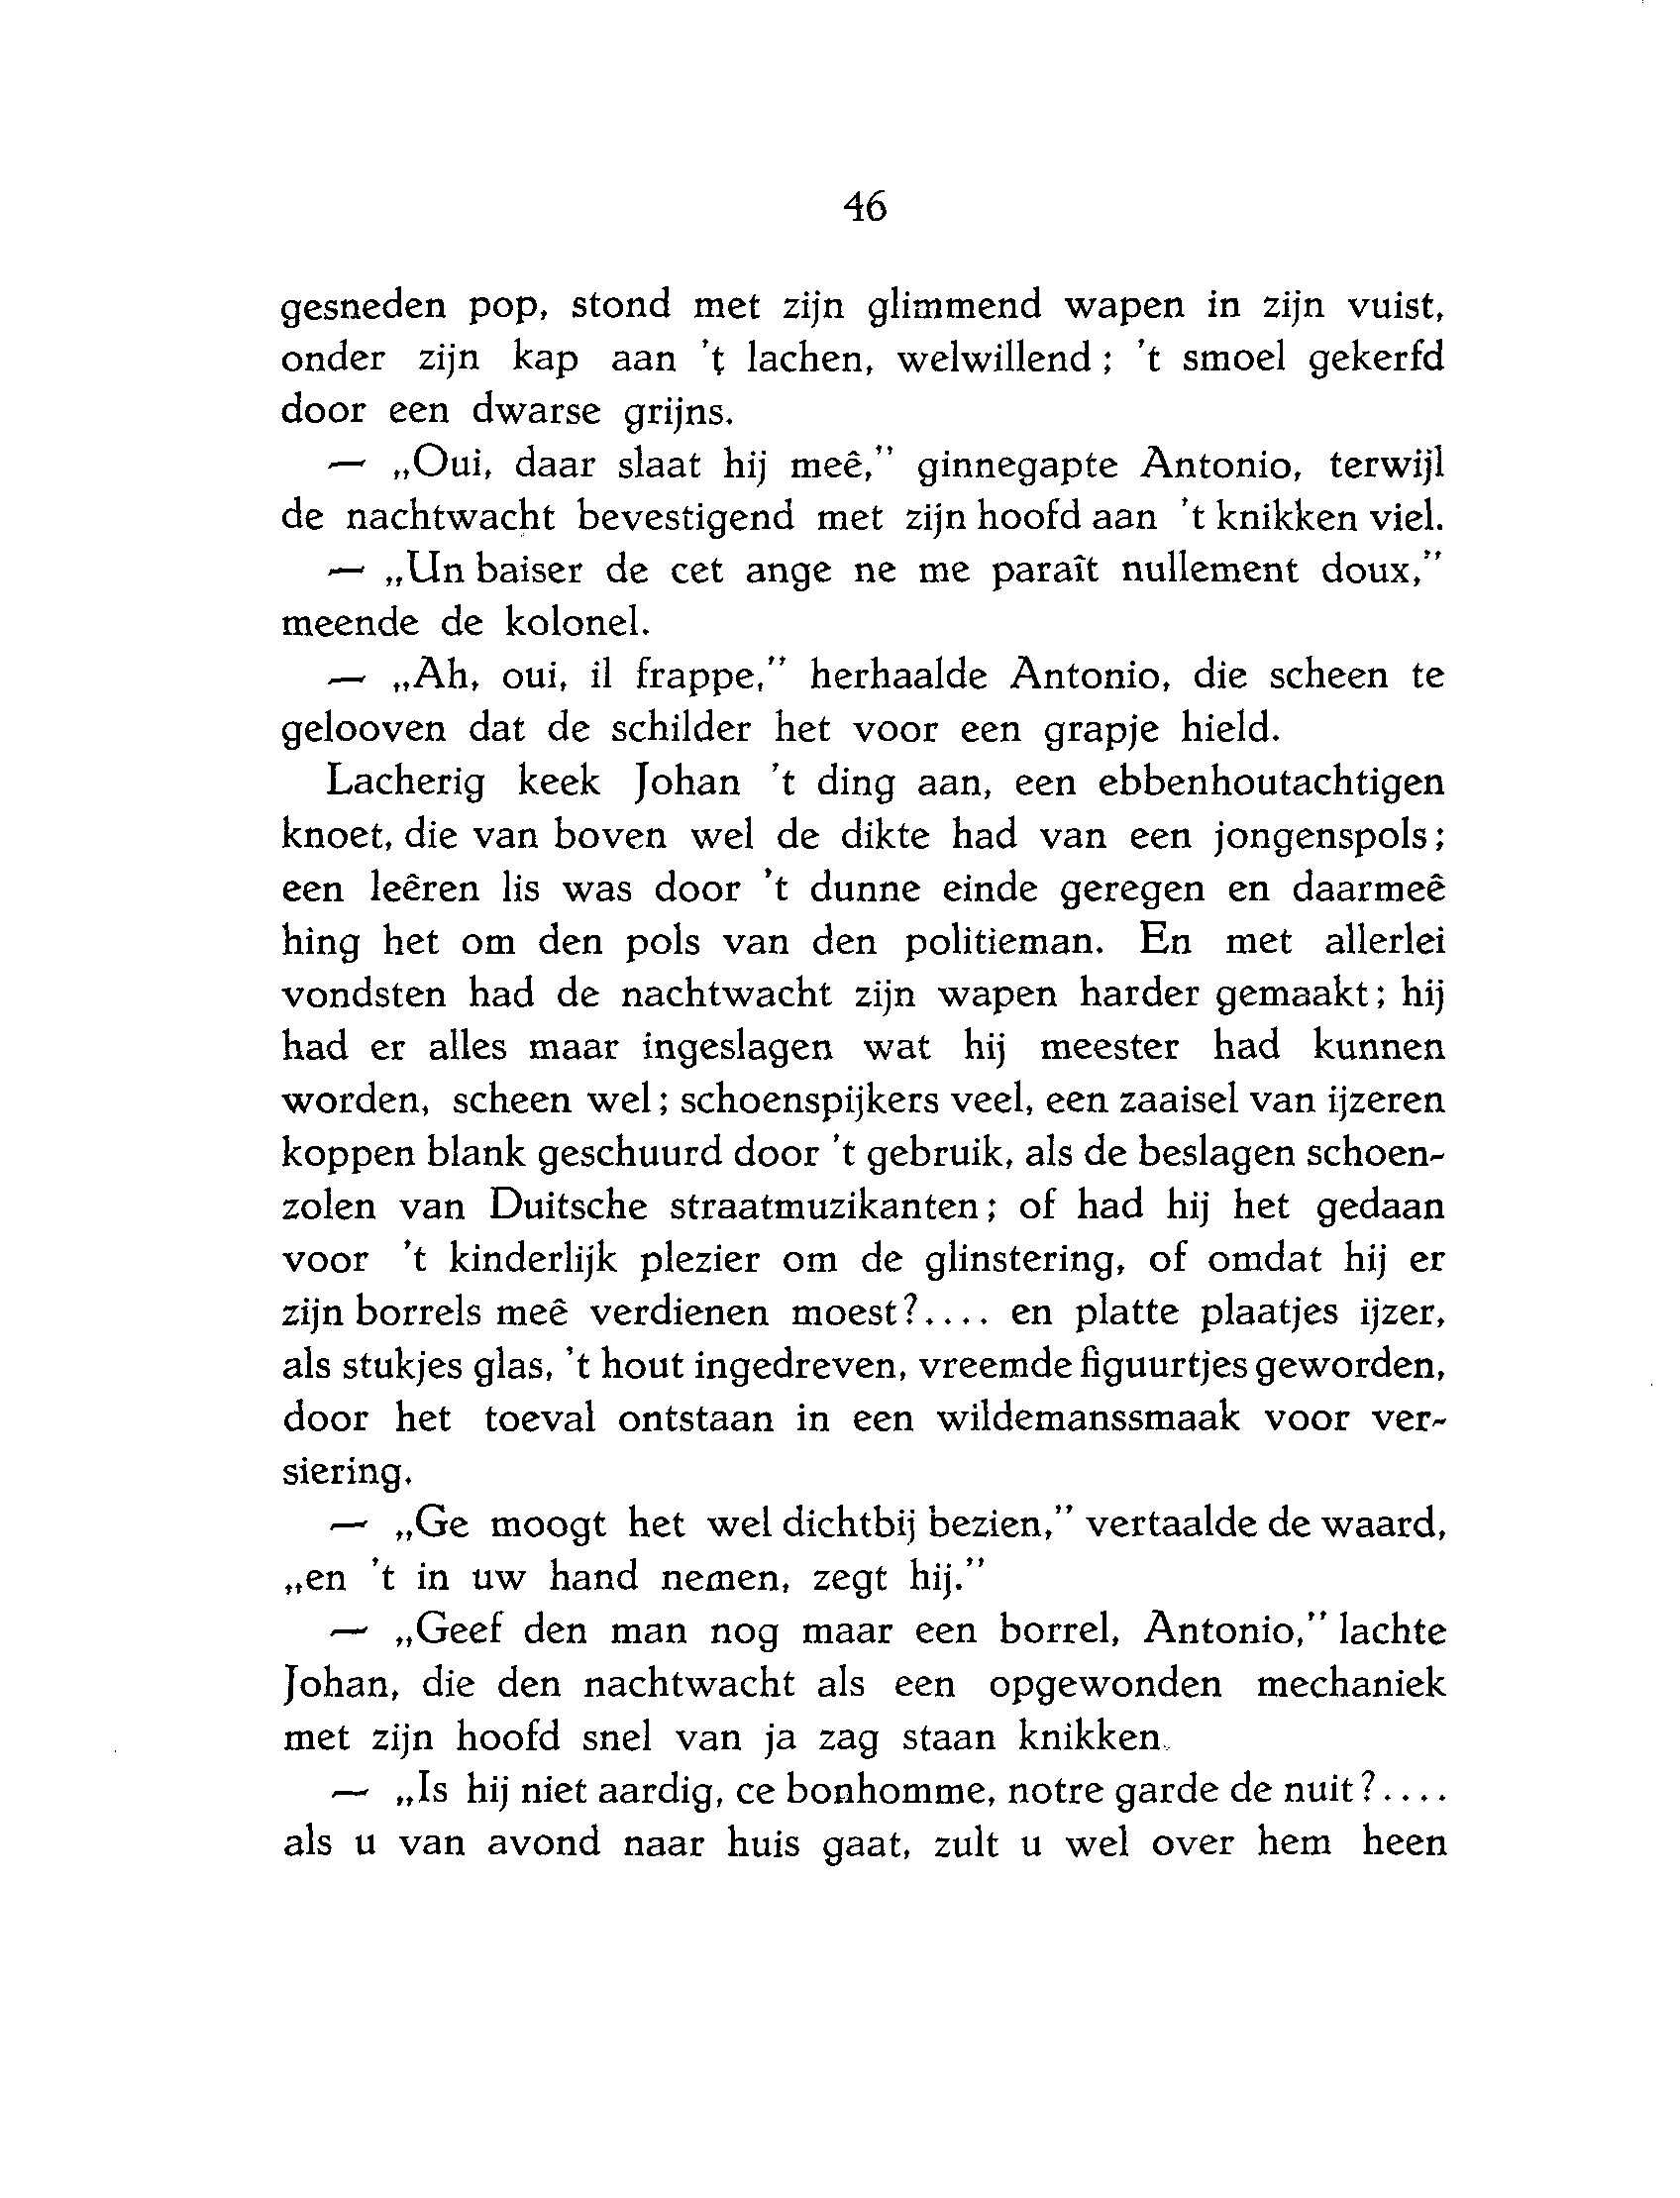 46
gesneden pop, stond met zijn glimmend wapen in zijn vuist,
onder zijn kap aan 't lachen, welwillend; 't smoel gekerfd
door een dwarse grijns.
— „Oui, daar slaat hij meê,” ginnegapte Antonio, terwijl
de nachtwacht bevestigend met zijn hoofd aan 't knikken viel.
— „Un baiser de cet ange ne me paraît nullement doux,”
meende de kolonel.
— „Ah, oui, il frappe,” herhaalde Antonio, die scheen te
gelooven dat de schilder het voor een grapje hield.
Lacherig keek Johan 't ding aan, een ebbenhoutachtigen
knoet, die van boven wel de dikte had van een jongenspols;
een leêren lis was door 't dunne einde geregen en daarmeê
hing het om den pols van den politieman. En met allerlei
vondsten had de nachtwacht zijn wapen harder gemaakt; hij
had er alles maar ingeslagen wat hij meester had kunnen
worden, scheen wel; schoenspijkers veel, een zaaisel van ijzeren
koppen blank geschuurd door 't gebruik, als de beslagen schoen-
zolen van Duitsche straatmuzikanten; of had hij het gedaan
voor 't kinderlijk plezier om de glinstering, of omdat hij er
zijn borrels meê verdienen moest?.... en platte plaatjes ijzer,
als stukjes glas, 't hout ingedreven, vreemde figuurtjes geworden,
door het toeval ontstaan in een wildemanssmaak voor ver-
siering.
— „Ge moogt het wel dichtbij bezien,” vertaalde de waard,
„en 't in uw hand nemen, zegt hij.”
— „Geef den man nog maar een borrel, Antonio,” lachte
Johan, die den nachtwacht als een opgewonden mechaniek
met zijn hoofd snel van ja zag staan knikken.
— „Is hij niet aardig, ce bonhomme, notre garde de nuit?....
als u van avond naar huis gaat, zult u wel over hem heen